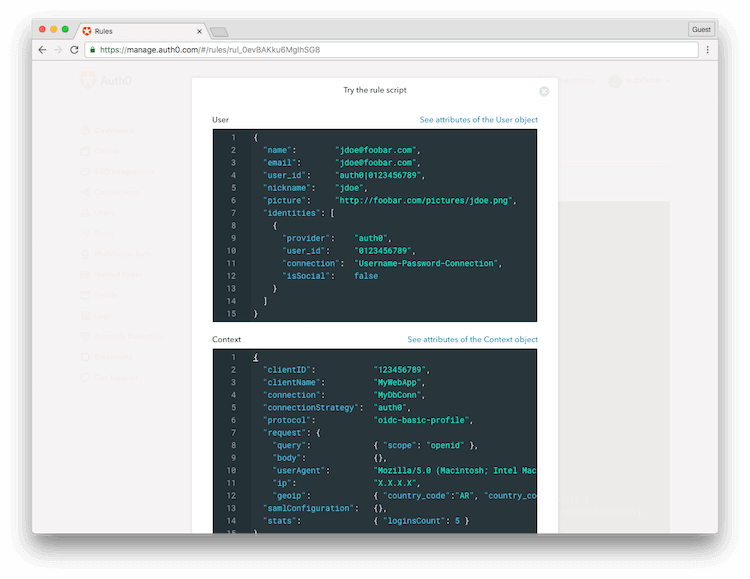 Rules
Guest
https://manage.auth0.com/#/rules/rul_0evBAKku6MglhSG8
Auth0
Try the rule script
User See attributes of the User object
1 {
2 "name": "jdoe@foobar.com",
3 "email": "jdoe@foobar.com",
4 "user_id": "auth0|0123456789",
5 "nickname": "jdoe",
6 "picture": "http://foobar.com/pictures/jdoe.png",
7 "identities": [
8 {
9 "provider": "auth0",
10 "user_id": "0123456789",
11 "connection": "Username-Password-Connection",
12 "isSocial": false
13 }
14 ]
15 }
Context See attributes of the Context object
1 {
2 "clientID": "123456789",
3 "clientName": "MyWebApp",
4 "connection": "MyDbConn",
5 "connectionStrategy": "auth0",
6 "protocol": "oidc-basic-profile",
7 "request": {
8 "query": { "scope": "openid" },
9 "body": {},
10 "userAgent": "Mozilla/5.0 (Macintosh; Intel Mac
11 "ip": "X.X.X.X",
12 "geoip": { "country_code":"AR", "country_co
13 "samlConfiguration": {},
14 "stats": { "loginsCount": 5 }